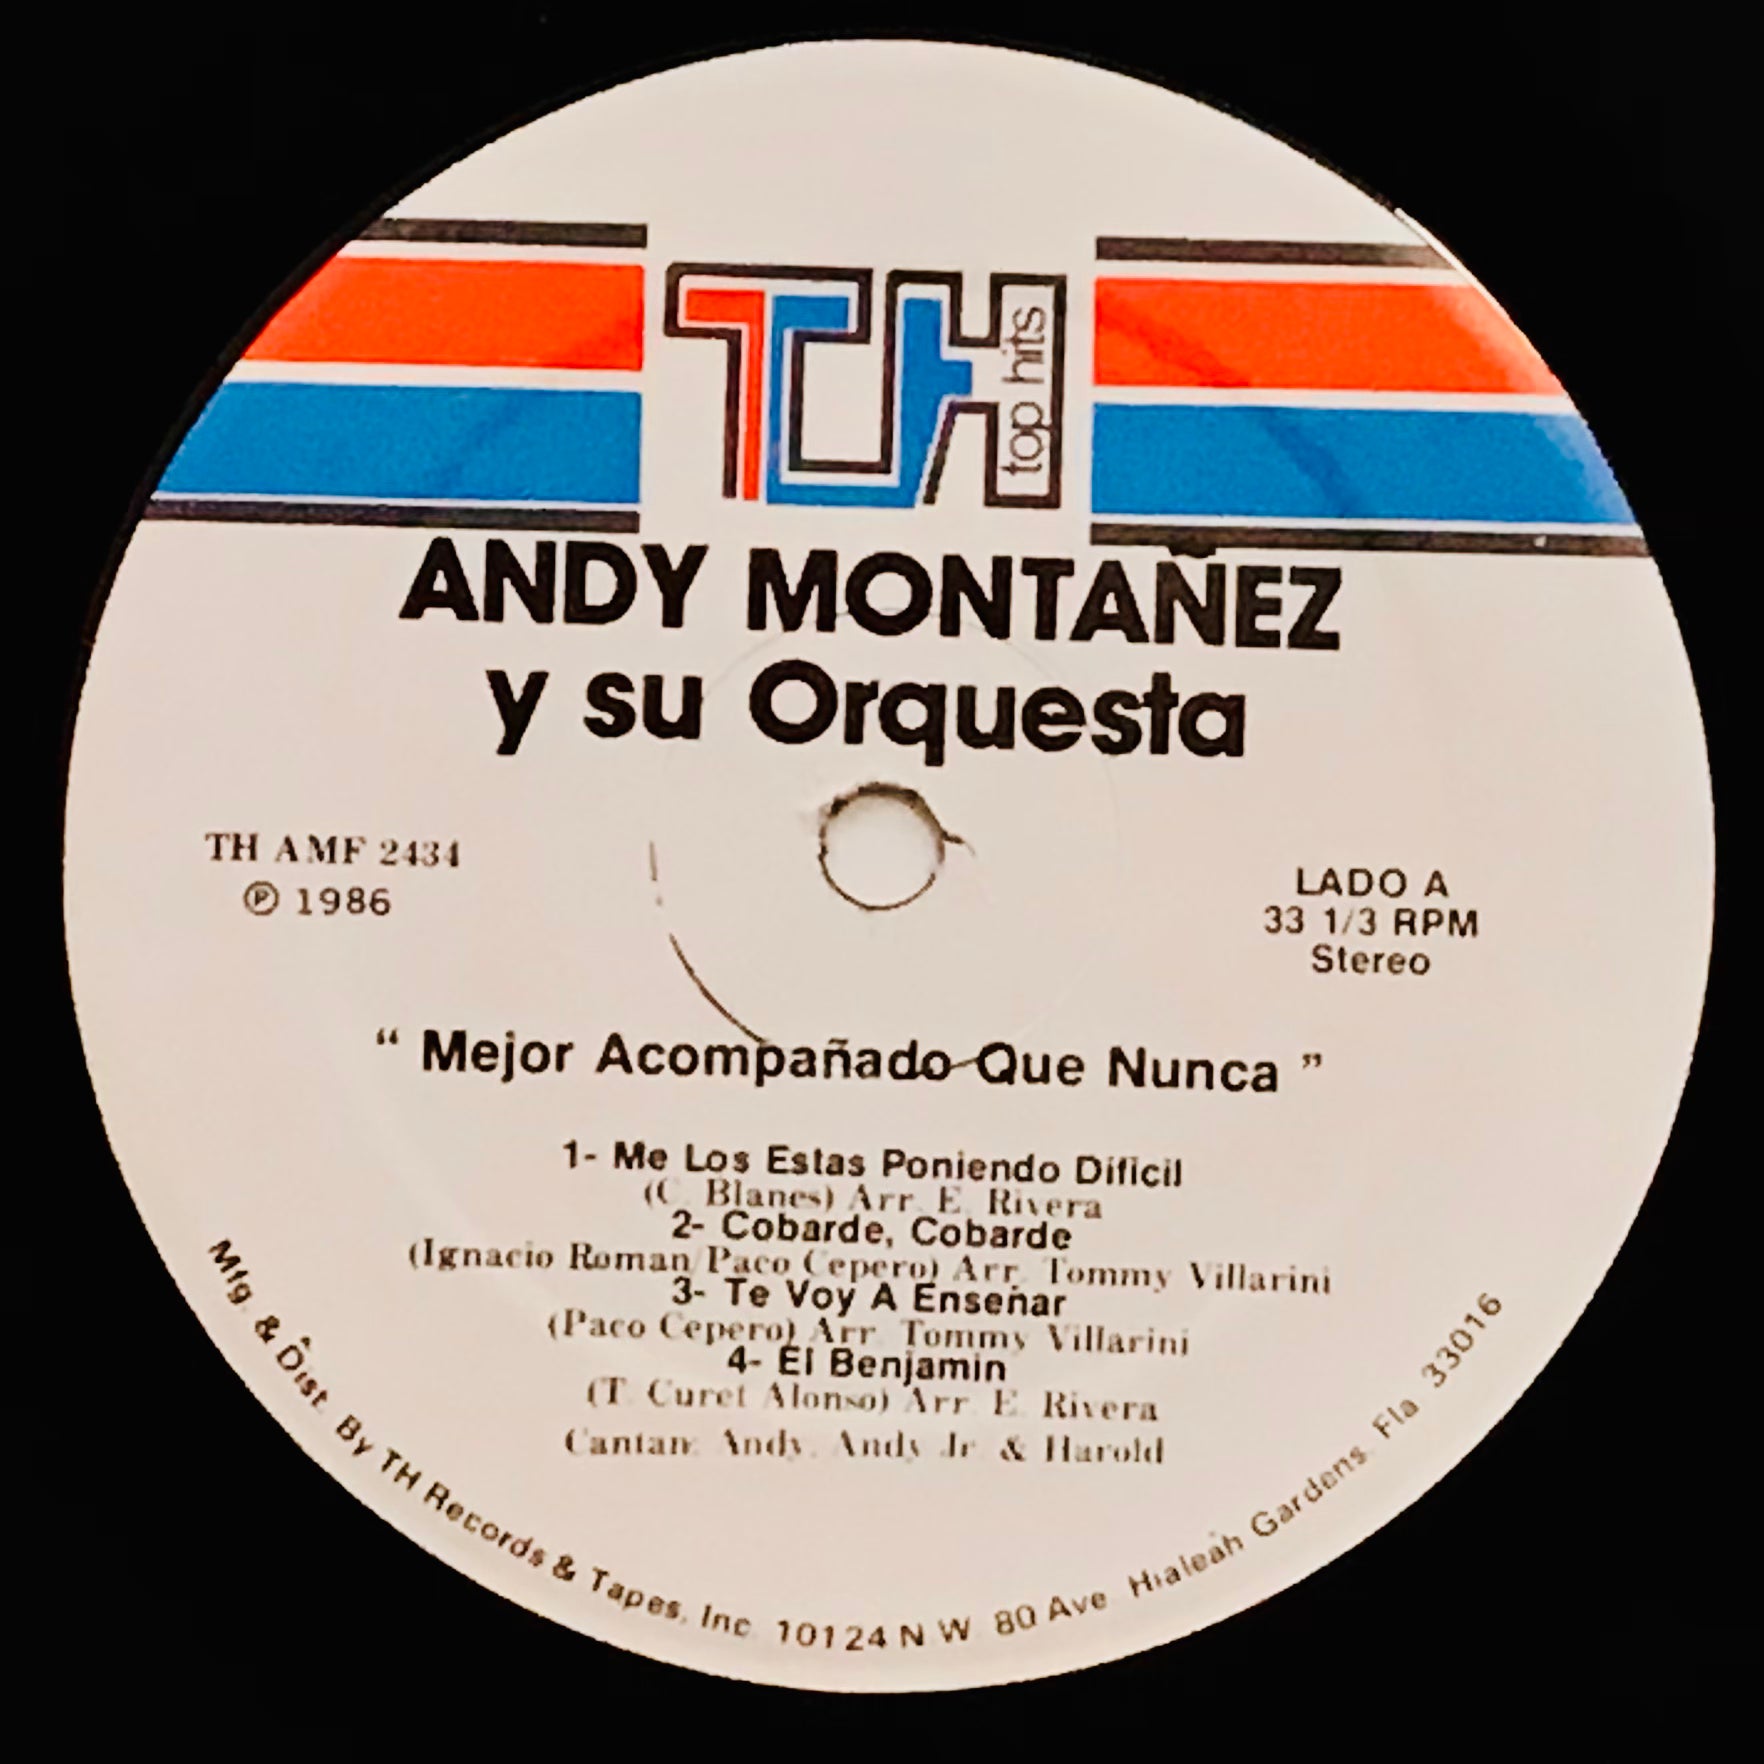 TH top hits
ANDY MONTAÑEZ
y su Orquesta
TH AMF 2434
Ⓟ 1986
LADO A
33 1/3 RPM
Stereo
" Mejor Acompañado Que Nunca "
1- Me Los Estas Poniendo Dificil
(C. Blanes) Arr. E. Rivera
2- Cobarde, Cobarde
(Ignacio Roman/Paco Cepero) Arr. Tommy Villarini
3- Te Voy A Enseñar
(Paco Cepero) Arr. Tommy Villarini
4- El Benjamin
(T. Curet Alonso) Arr. E. Rivera
Cantan: Andy, Andy Jr. & Harold
Mfg. & Dist. By TH Records & Tapes, Inc. 10124 N.W. 80 Ave. Hialeah Gardens, Fla. 33016